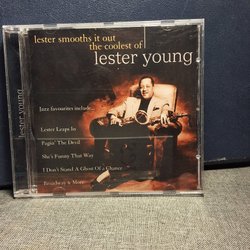 lester smooths it out
the coolest of
lester young
Jazz favourites include...
Lester Leaps In
Pagin' The Devil
She's Funny That Way
I Don't Stand A Ghost Of a Chance
Broadway & More
lester young